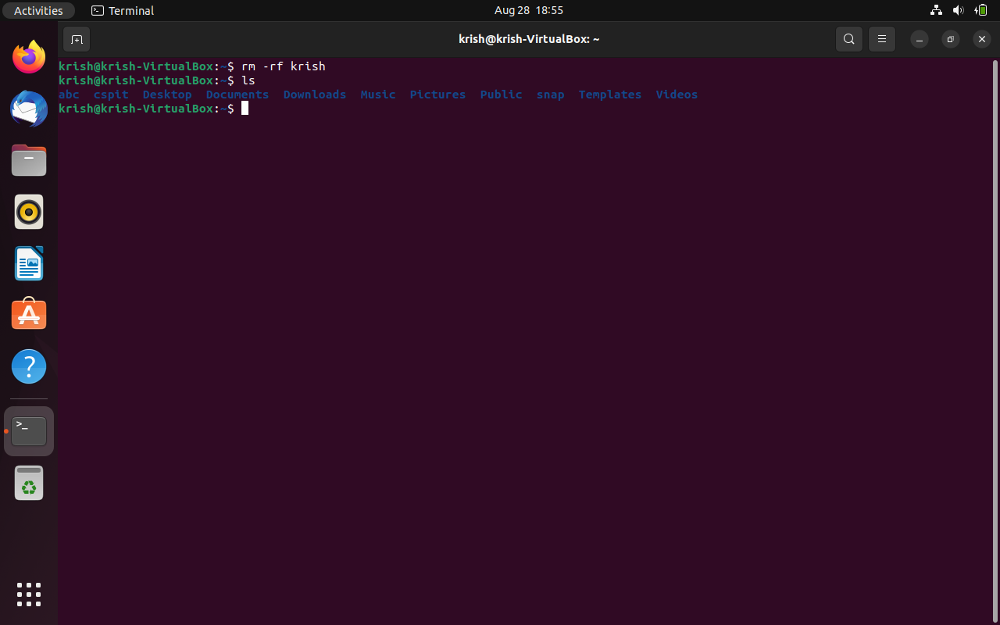 Activities Terminal Aug 28 18:55
krish@krish-VirtualBox: ~
krish@krish-VirtualBox:~$ rm -rf krish
krish@krish-VirtualBox:~$ ls
abc cspit Desktop Documents Downloads Music Pictures Public snap Templates Videos
krish@krish-VirtualBox:~$